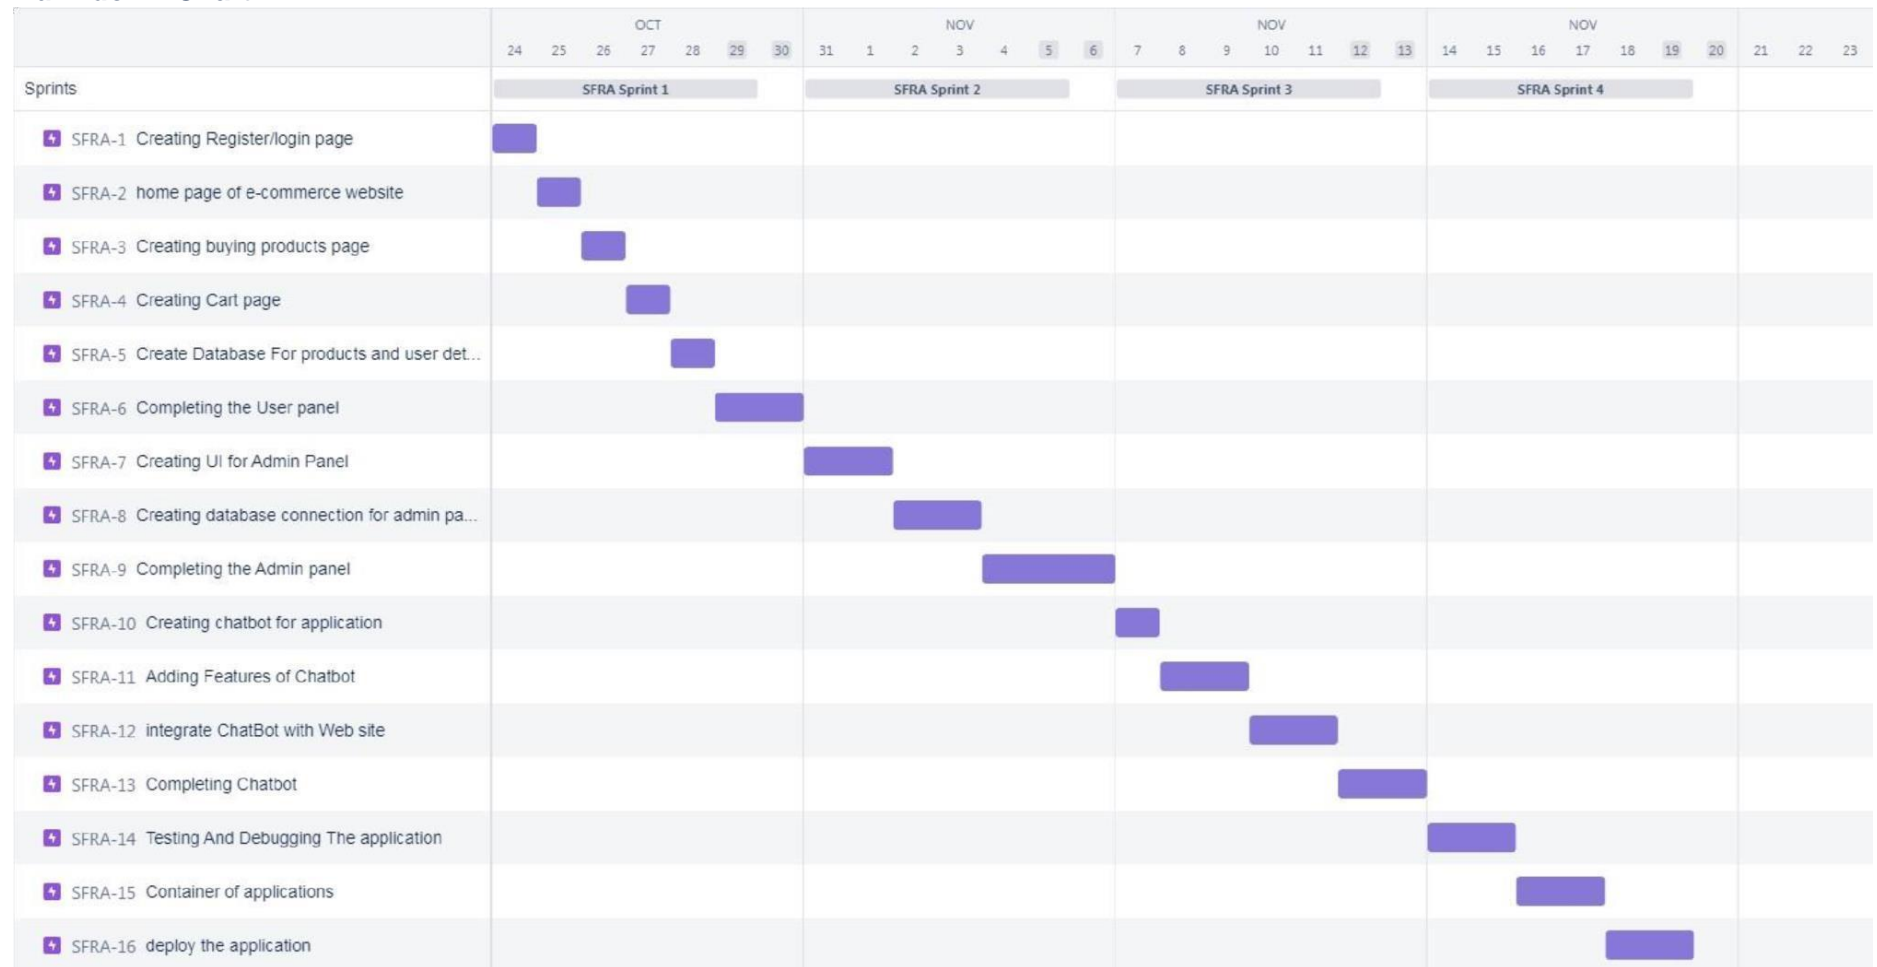 OCT NOV NOV NOV
24 25 26 27 28 29 30 31 1 2 3 4 5 6 7 8 9 10 11 12 13 14 15 16 17 18 19 20 21 22 23
Sprints SFRA Sprint 1 SFRA Sprint 2 SFRA Sprint 3 SFRA Sprint 4
SFRA-1 Creating Register/login page
SFRA-2 home page of e-commerce website
SFRA-3 Creating buying products page
SFRA-4 Creating Cart page
SFRA-5 Create Database For products and user det...
SFRA-6 Completing the User panel
SFRA-7 Creating UI for Admin Panel
SFRA-8 Creating database connection for admin pa...
SFRA-9 Completing the Admin panel
SFRA-10 Creating chatbot for application
SFRA-11 Adding Features of Chatbot
SFRA-12 integrate ChatBot with Web site
SFRA-13 Completing Chatbot
SFRA-14 Testing And Debugging The application
SFRA-15 Container of applications
SFRA-16 deploy the application